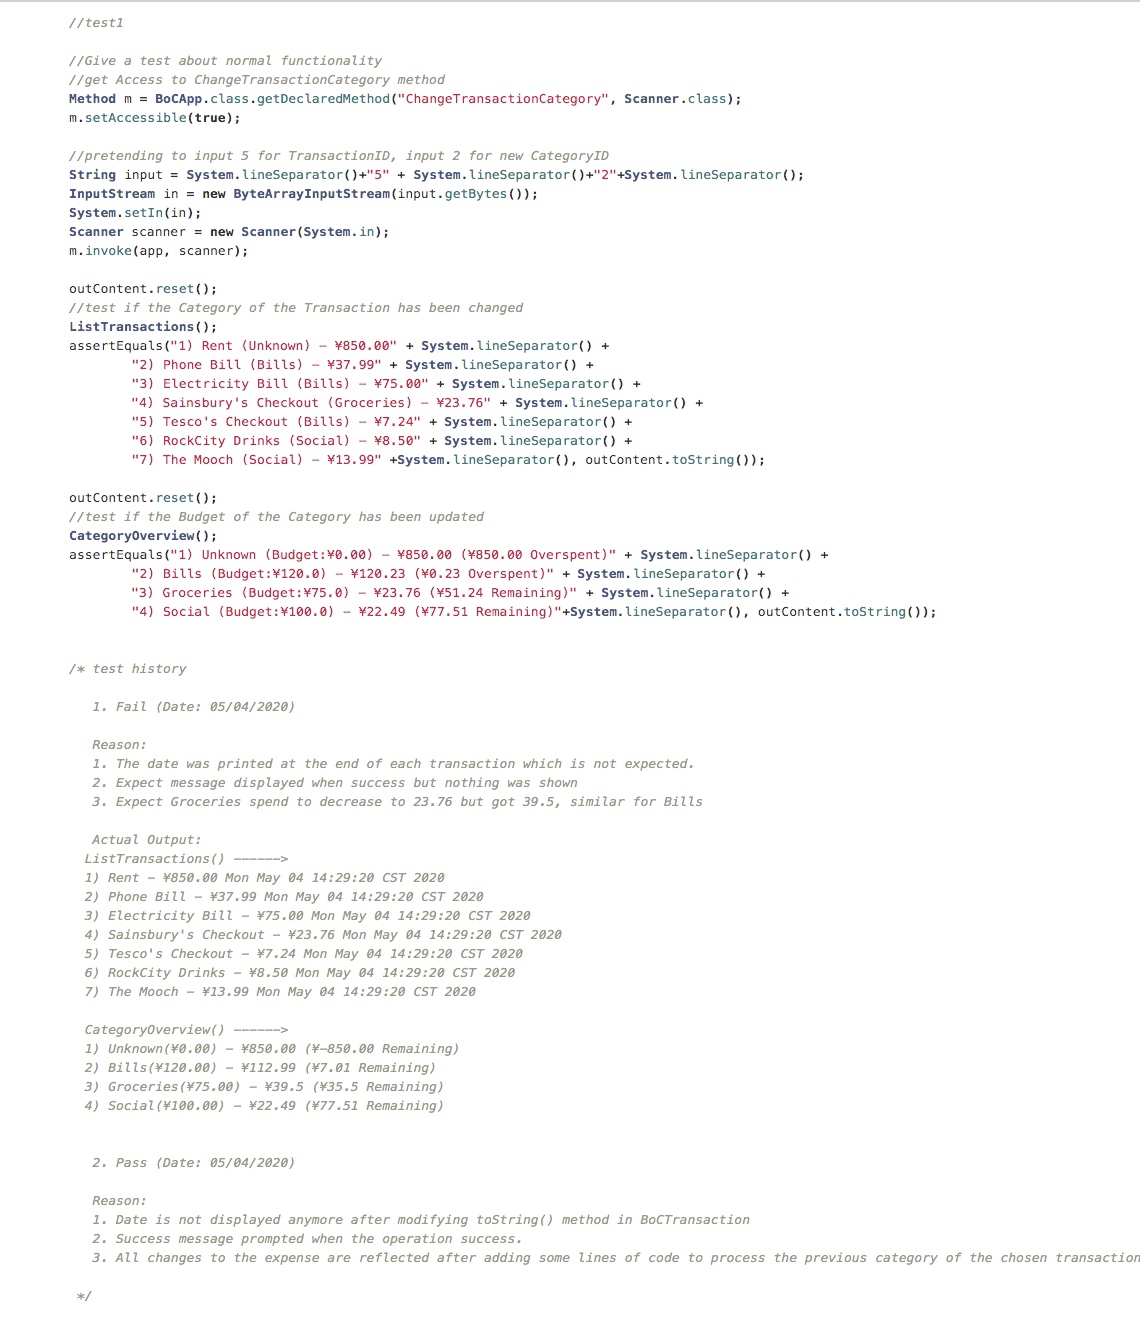 //test1
//Give a test about normal functionality
//get Access to ChangeTransactionCategory method
Method m = BoCApp.class.getDeclaredMethod("ChangeTransactionCategory", Scanner.class);
m.setAccessible(true);
//pretending to input 5 for TransactionID, input 2 for new CategoryID
String input = System.lineSeparator()+"5" + System.lineSeparator()+"2"+System.lineSeparator();
InputStream in = new ByteArrayInputStream(input.getBytes());
System.setIn(in);
Scanner scanner = new Scanner(System.in);
m.invoke(app, scanner);
outContent.reset();
//test if the Category of the Transaction has been changed
ListTransactions();
assertEquals("1) Rent (Unknown) – ¥850.00" + System.lineSeparator() +
"2) Phone Bill (Bills) – ¥37.99" + System.lineSeparator() +
"3) Electricity Bill (Bills) – ¥75.00" + System.lineSeparator() +
"4) Sainsbury's Checkout (Groceries) – ¥23.76" + System.lineSeparator() +
"5) Tesco's Checkout (Bills) – ¥7.24" + System.lineSeparator() +
"6) RockCity Drinks (Social) – ¥8.50" + System.lineSeparator() +
"7) The Mooch (Social) – ¥13.99" +System.lineSeparator(), outContent.toString());
outContent.reset();
//test if the Budget of the Category has been updated
CategoryOverview();
assertEquals("1) Unknown (Budget:¥0.00) – ¥850.00 (¥850.00 Overspent)" + System.lineSeparator() +
"2) Bills (Budget:¥120.0) – ¥120.23 (¥0.23 Overspent)" + System.lineSeparator() +
"3) Groceries (Budget:¥75.0) – ¥23.76 (¥51.24 Remaining)" + System.lineSeparator() +
"4) Social (Budget:¥100.0) – ¥22.49 (¥77.51 Remaining)"+System.lineSeparator(), outContent.toString());
/* test history
1. Fail (Date: 05/04/2020)
Reason:
1. The date was printed at the end of each transaction which is not expected.
2. Expect message displayed when success but nothing was shown
3. Expect Groceries spend to decrease to 23.76 but got 39.5, similar for Bills
Actual Output:
ListTransactions() ——————>
1) Rent – ¥850.00 Mon May 04 14:29:20 CST 2020
2) Phone Bill – ¥37.99 Mon May 04 14:29:20 CST 2020
3) Electricity Bill – ¥75.00 Mon May 04 14:29:20 CST 2020
4) Sainsbury's Checkout – ¥23.76 Mon May 04 14:29:20 CST 2020
5) Tesco's Checkout – ¥7.24 Mon May 04 14:29:20 CST 2020
6) RockCity Drinks – ¥8.50 Mon May 04 14:29:20 CST 2020
7) The Mooch – ¥13.99 Mon May 04 14:29:20 CST 2020
CategoryOverview() ——————>
1) Unknown(¥0.00) – ¥850.00 (¥–850.00 Remaining)
2) Bills(¥120.00) – ¥112.99 (¥7.01 Remaining)
3) Groceries(¥75.00) – ¥39.5 (¥35.5 Remaining)
4) Social(¥100.00) – ¥22.49 (¥77.51 Remaining)
2. Pass (Date: 05/04/2020)
Reason:
1. Date is not displayed anymore after modifying toString() method in BoCTransaction
2. Success message prompted when the operation success.
3. All changes to the expense are reflected after adding some lines of code to process the previous category of the chosen transaction
*/